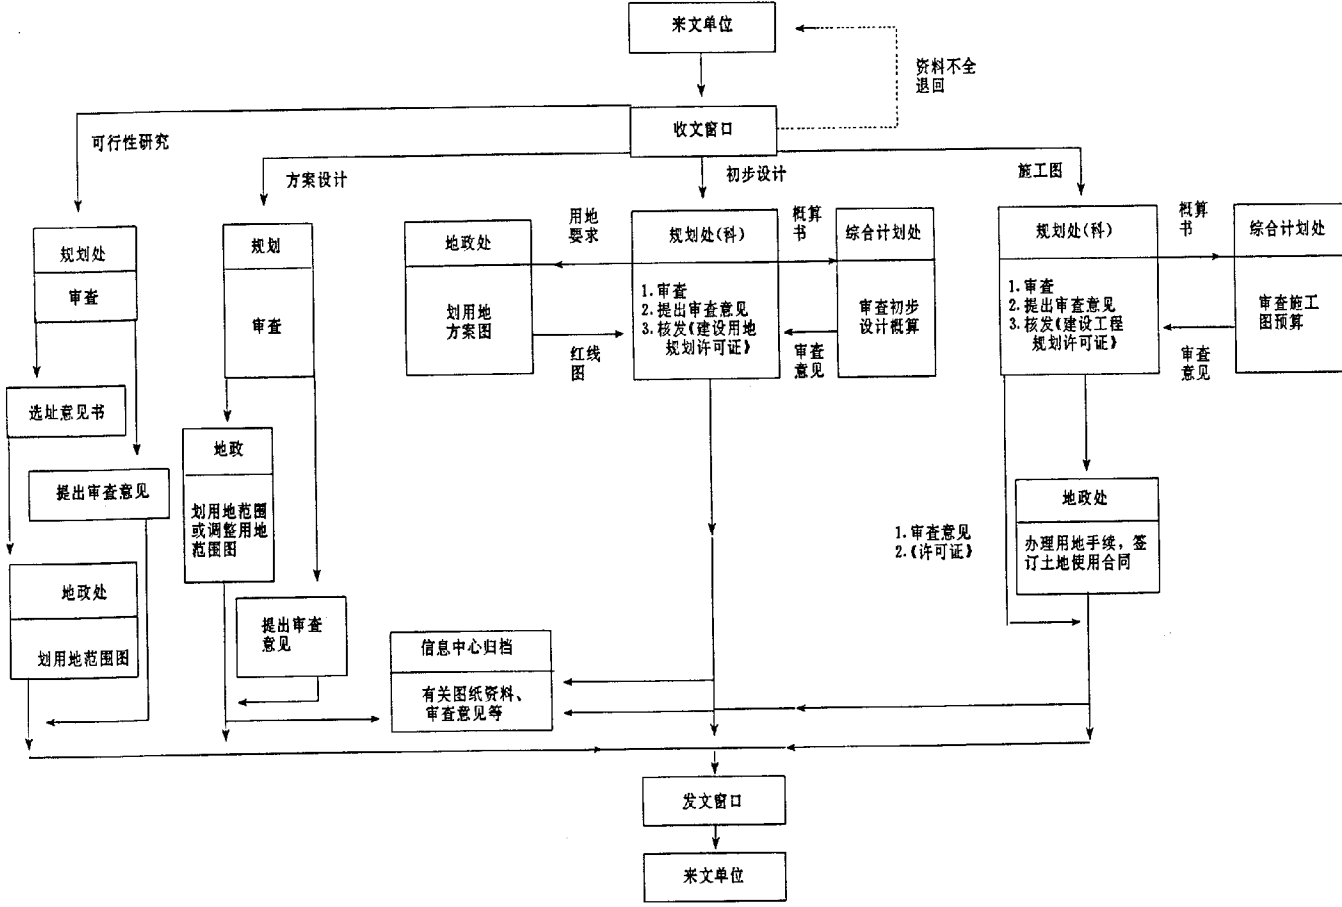 来文单位
资料不全
退回
收文窗口
可行性研究
方案设计
初步设计
施工图
规划处
审查
选址意见书
提出审查意见
地政处
划用地范围图
规划
审查
地政
划用地范围
或调整用地
范围图
提出审查
意见
地政处
划用地
方案图
用地
要求
红线
图
规划处(科)
1.审查
2.提出审查意见
3.核发《建设用地
规划许可证》
概算
书
审查
意见
综合计划处
审查初步
设计概算
规划处(科)
1.审查
2.提出审查意见
3.核发《建设工程
规划许可证》
概算
书
审查
意见
综合计划处
审查施工
图预算
1.审查意见
2.《许可证》
地政处
办理用地手续，签
订土地使用合同
信息中心归档
有关图纸资料、
审查意见等
发文窗口
来文单位